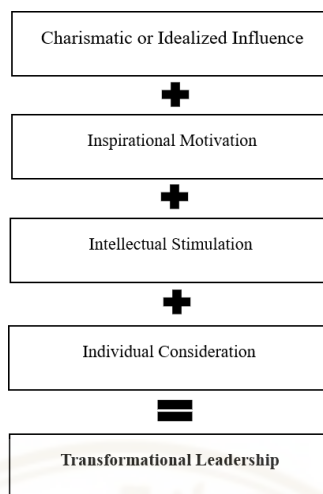 Charismatic or Idealized Influence
+
Inspirational Motivation
+
Intellectual Stimulation
+
Individual Consideration
=
Transformational Leadership